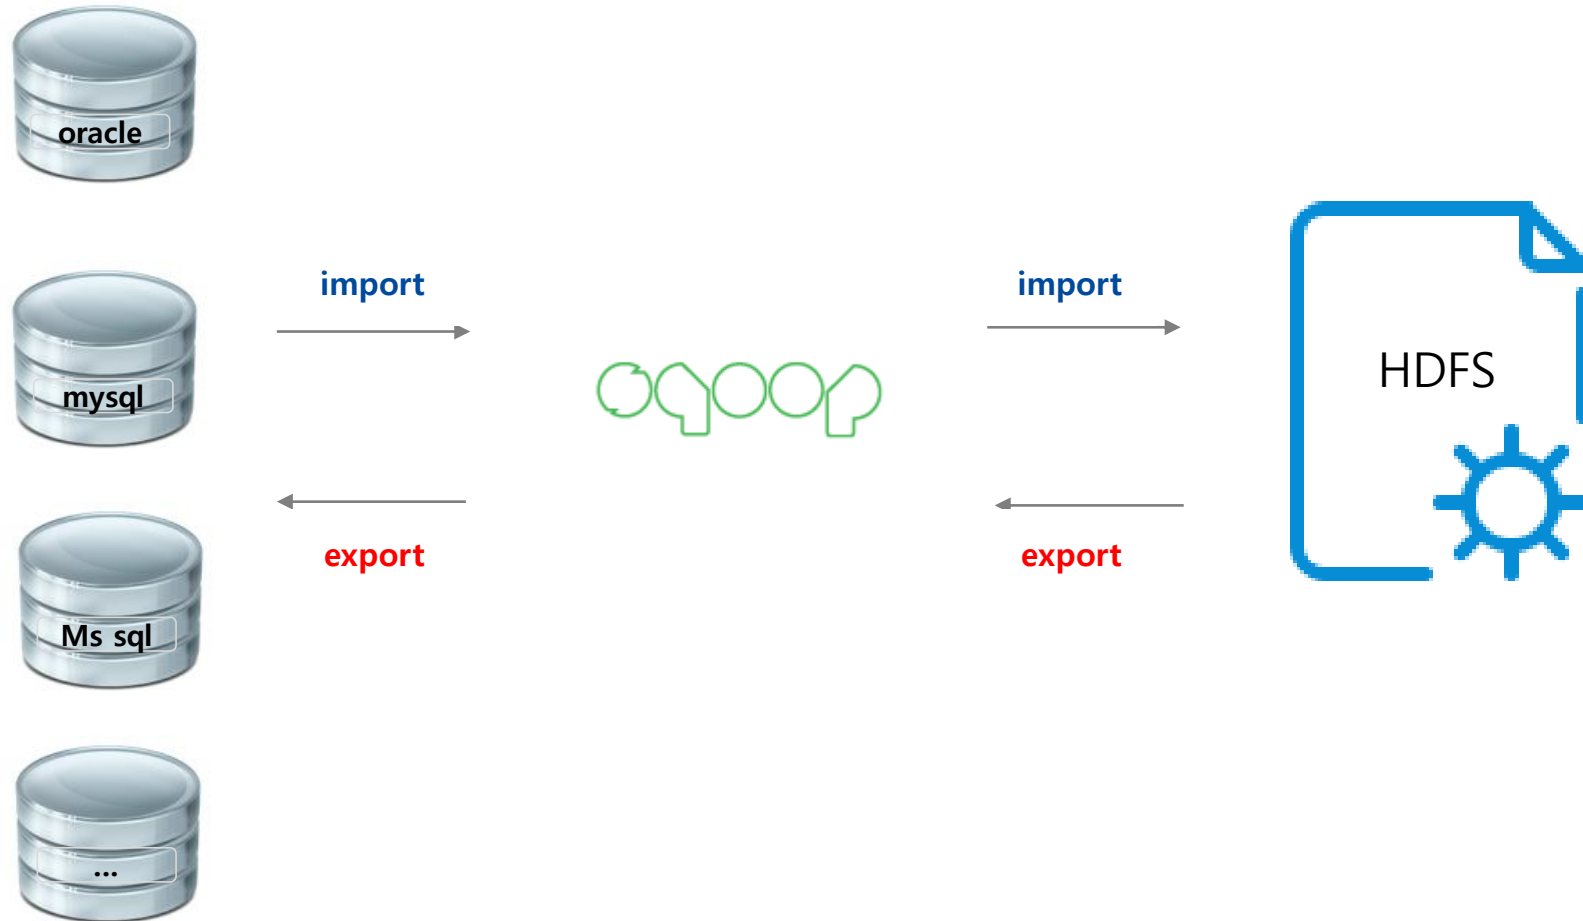 oracle
mysql
Ms sql
...
import
export
sqoop
import
export
HDFS